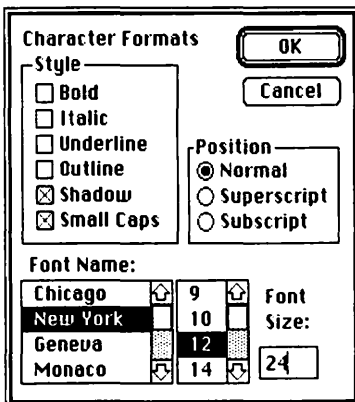 Character Formats
OK
Cancel
Style
Bold
Italic
Underline
Outline
Shadow
Small Caps
Position
Normal
Superscript
Subscript
Font Name:
Chicago
New York
Geneva
Monaco
9
10
12
14
Font
Size:
24